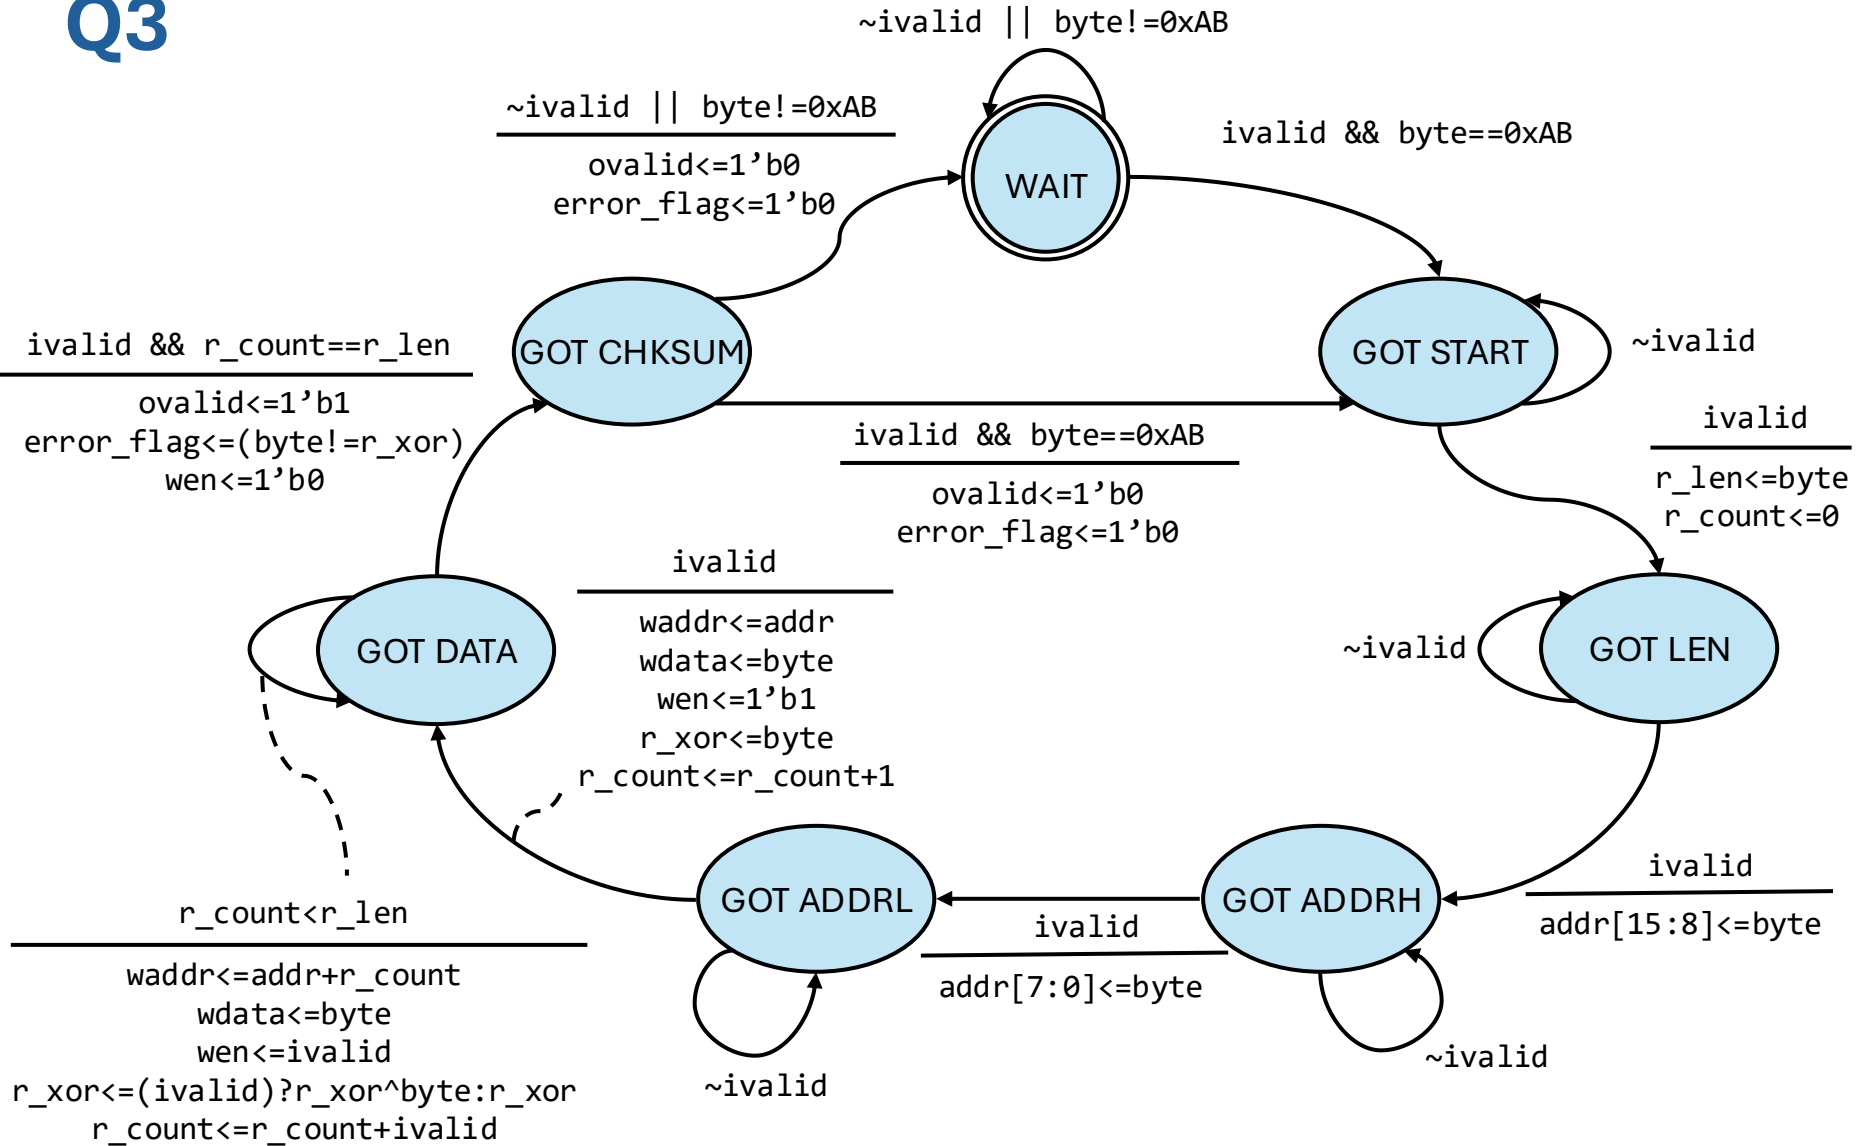 Q3
~ivalid || byte!=0xAB
~ivalid || byte!=0xAB
ovalid<=1’b0
error_flag<=1’b0
ivalid && byte==0xAB
WAIT
GOT CHKSUM
GOT START
~ivalid
ivalid && r_count==r_len
ovalid<=1’b1
error_flag<=(byte!=r_xor)
wen<=1’b0
ivalid && byte==0xAB
ovalid<=1’b0
error_flag<=1’b0
ivalid
r_len<=byte
r_count<=0
ivalid
waddr<=addr
wdata<=byte
wen<=1’b1
r_xor<=byte
r_count<=r_count+1
GOT DATA
~ivalid
GOT LEN
r_count<r_len
waddr<=addr+r_count
wdata<=byte
wen<=ivalid
r_xor<=(ivalid)?r_xor^byte:r_xor
r_count<=r_count+ivalid
GOT ADDRL
ivalid
addr[7:0]<=byte
GOT ADDRH
ivalid
addr[15:8]<=byte
~ivalid
~ivalid